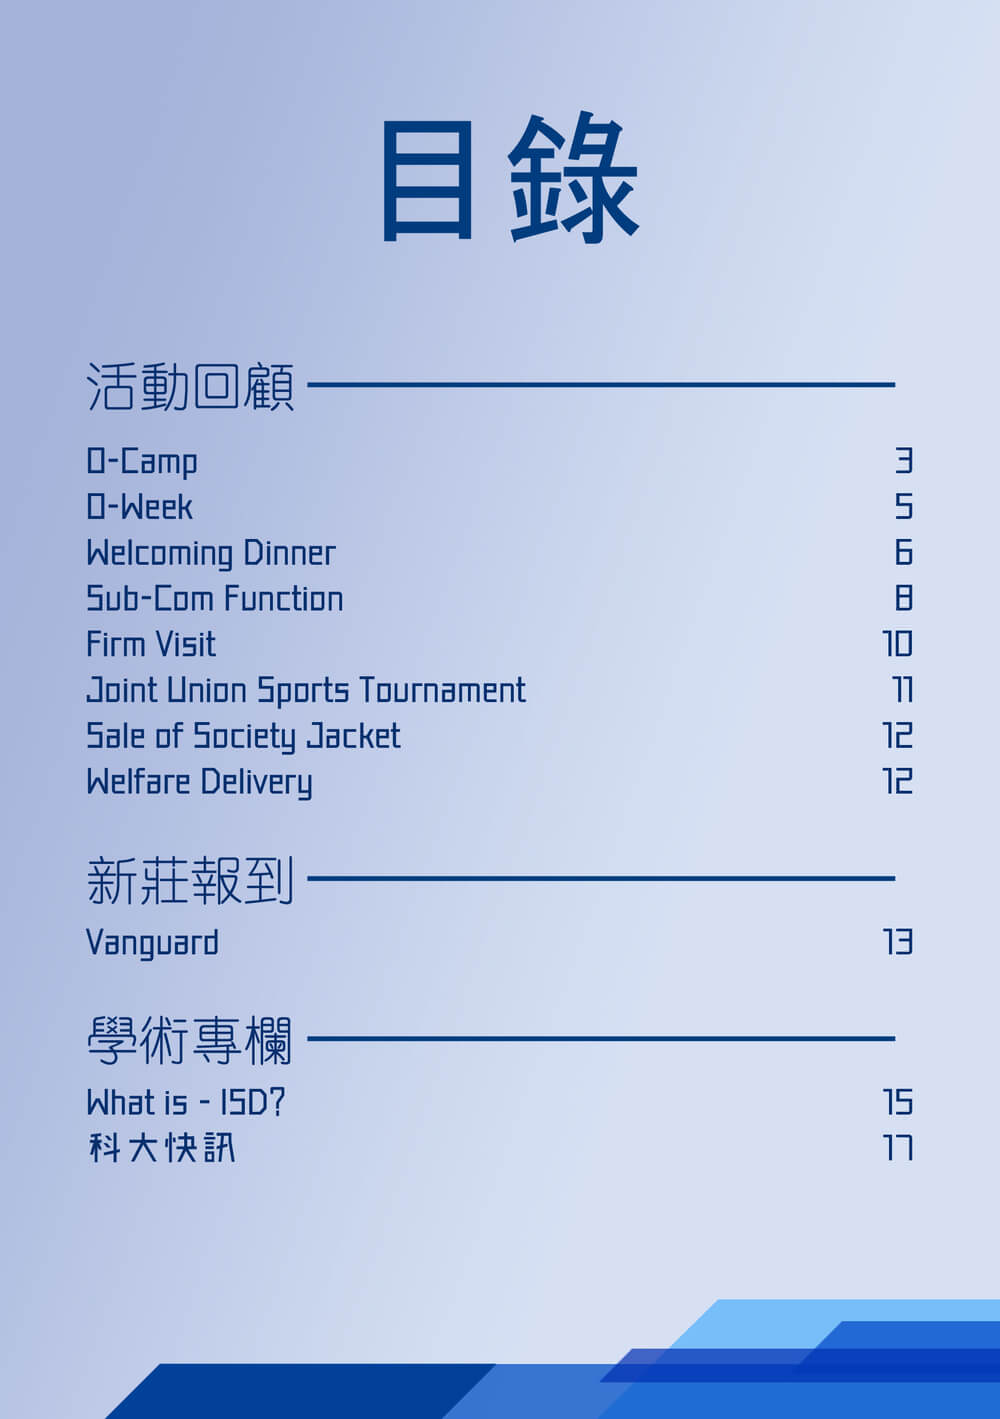 目錄
活動回顧
O-Camp 3
O-Week 5
Welcoming Dinner 6
Sub-Com Function 8
Firm Visit 10
Joint Union Sports Tournament 11
Sale of Society Jacket 12
Welfare Delivery 12
新莊報到
Vanguard 13
學術專欄
What is - ISD? 15
科大快訊 17